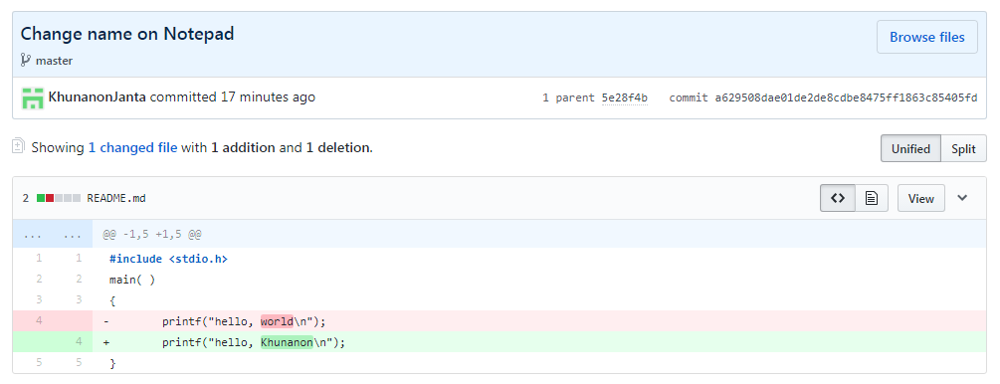 Change name on Notepad
Browse files
master
KhunanonJanta committed 17 minutes ago
1 parent 5e28f4b commit a629508dae01de2de8cdbe8475ff1863c85405fd
Showing 1 changed file with 1 addition and 1 deletion.
Unified Split
2 README.md
<> View
... ... @@ -1,5 +1,5 @@
1 1 #include <stdio.h>
2 2 main( )
3 3 {
4 - printf("hello, world\n");
4 + printf("hello, Khunanon\n");
5 5 }